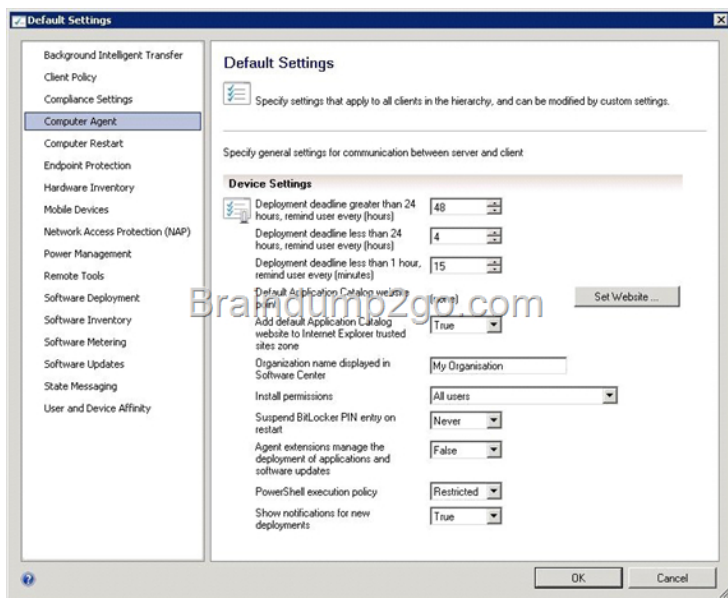 Default Settings
Background Intelligent Transfer
Client Policy
Compliance Settings
Computer Agent
Computer Restart
Endpoint Protection
Hardware Inventory
Mobile Devices
Network Access Protection (NAP)
Power Management
Remote Tools
Software Deployment
Software Inventory
Software Metering
Software Updates
State Messaging
User and Device Affinity
Default Settings
Specify settings that apply to all clients in the hierarchy, and can be modified by custom settings.
Specify general settings for communication between server and client
Device Settings
Deployment deadline greater than 24
hours, remind user every (hours)
48
Deployment deadline less than 24
hours, remind user every (hours)
4
Deployment deadline less than 1 hour,
remind user every (minutes)
15
Default Application Catalog website
point
(none)
Set Website ...
Braindump2go.com
Add default Application Catalog
website to Internet Explorer trusted
sites zone
True
Organization name displayed in
Software Center
My Organisation
Install permissions
All users
Suspend BitLocker PIN entry on
restart
Never
Agent extensions manage the
deployment of applications and
software updates
False
PowerShell execution policy
Restricted
Show notifications for new
deployments
True
OK
Cancel